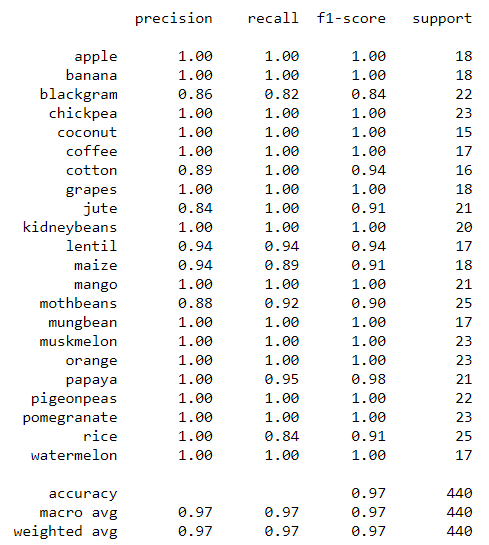 precision recall f1-score support
apple 1.00 1.00 1.00 18
banana 1.00 1.00 1.00 18
blackgram 0.86 0.82 0.84 22
chickpea 1.00 1.00 1.00 23
coconut 1.00 1.00 1.00 15
coffee 1.00 1.00 1.00 17
cotton 0.89 1.00 0.94 16
grapes 1.00 1.00 1.00 18
jute 0.84 1.00 0.91 21
kidneybeans 1.00 1.00 1.00 20
lentil 0.94 0.94 0.94 17
maize 0.94 0.89 0.91 18
mango 1.00 1.00 1.00 21
mothbeans 0.88 0.92 0.90 25
mungbean 1.00 1.00 1.00 17
muskmelon 1.00 1.00 1.00 23
orange 1.00 1.00 1.00 23
papaya 1.00 0.95 0.98 21
pigeonpeas 1.00 1.00 1.00 22
pomegranate 1.00 1.00 1.00 23
rice 1.00 0.84 0.91 25
watermelon 1.00 1.00 1.00 17
accuracy 0.97 440
macro avg 0.97 0.97 0.97 440
weighted avg 0.97 0.97 0.97 440